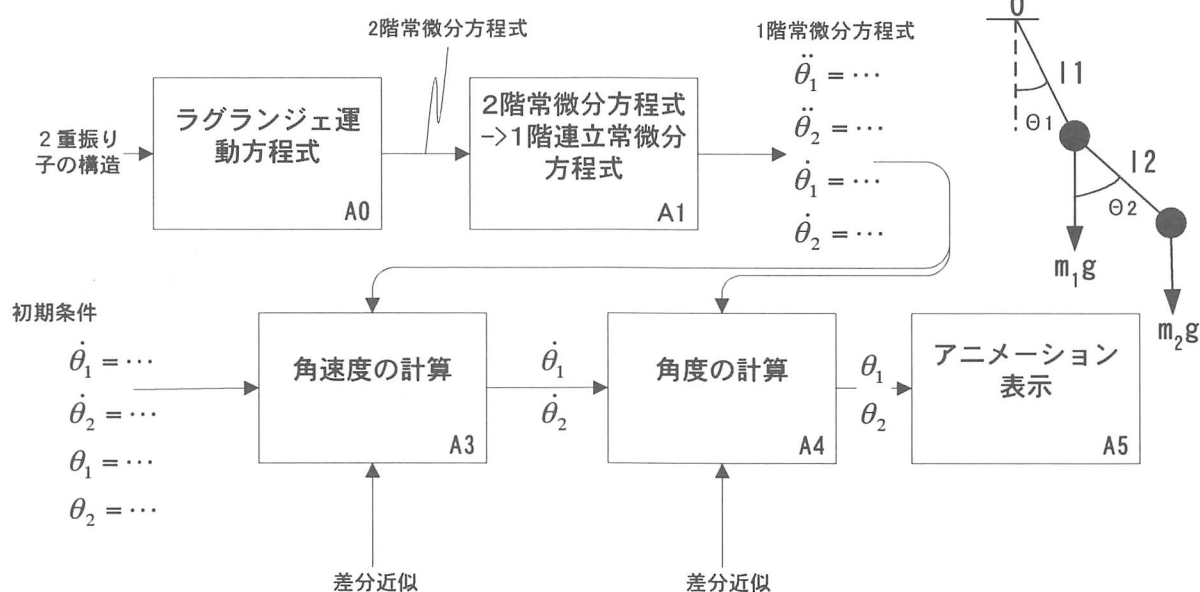 2階常微分方程式
1階常微分方程式
2重振り
子の構造
ラグランジェ運
動方程式
A0
2階常微分方程式
->1階連立常微分
方程式
A1
θ̈₁ = ⋯
θ̈₂ = ⋯
θ̇₁ = ⋯
θ̇₂ = ⋯
O
l1
θ1
l2
θ2
m₁g
m₂g
初期条件
θ̇₁ = ⋯
θ̇₂ = ⋯
θ₁ = ⋯
θ₂ = ⋯
角速度の計算
A3
θ̇₁
θ̇₂
角度の計算
A4
θ₁
θ₂
アニメーション
表示
A5
差分近似
差分近似